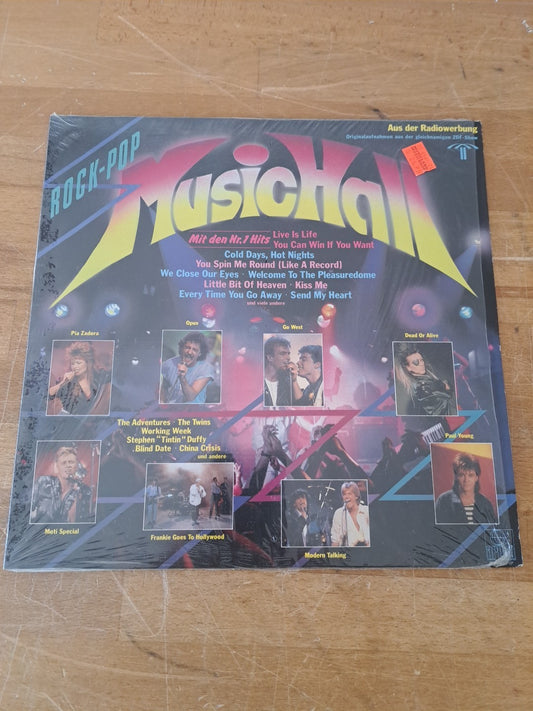 Aus der Radiowerbung
Originalaufnahmen aus der gleichnamigen ZDF-Show
ROCK-POP
MusicHall
Mit den Nr. 1 Hits
Live Is Life
You Can Win If You Want
Cold Days, Hot Nights
You Spin Me Round (Like A Record)
We Close Our Eyes · Welcome To The Pleasuredome
Little Bit Of Heaven · Kiss Me
Every Time You Go Away · Send My Heart
und viele andere
Pia Zadora
Opus
Go West
Dead Or Alive
The Adventures · The Twins
Working Week
Stephen "Tintin" Duffy
Blind Date · China Crisis
und andere
Paul Young
Moti Special
Frankie Goes To Hollywood
Modern Talking